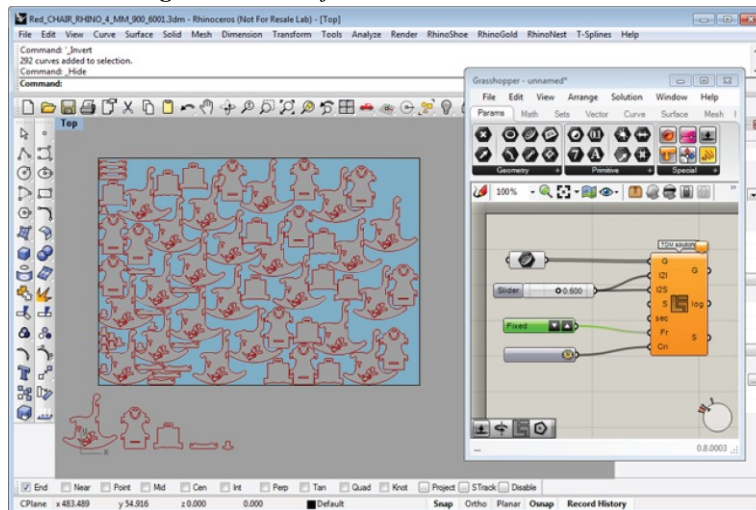 Red_CHAIR_RHINO_4_MM_900_6001.3dm - Rhinoceros (Not For Resale Lab) - [Top]
File Edit View Curve Surface Solid Mesh Dimension Transform Tools Analyze Render RhinoShoe RhinoGold RhinoNest T-Splines Help
Command: '_Invert
292 curves added to selection.
Command: _Hide
Command:
Top
Grasshopper - unnamed*
File Edit View Arrange Solution Window Help
Params Math Sets Vector Curve Surface Mesh I
Geometry + Primitive + Special +
100%
TDM solution
G
I2I
I2S
S
sec
Fr
Cri
G
log
S
Slider 0.600
Fixed
0.8.0003
End Near Point Mid Cen Int Perp Tan Quad Knot Project STrack Disable
CPlane x 483.489 y 54.916 z 0.000 0.000 Default Snap Ortho Planar Osnap Record History